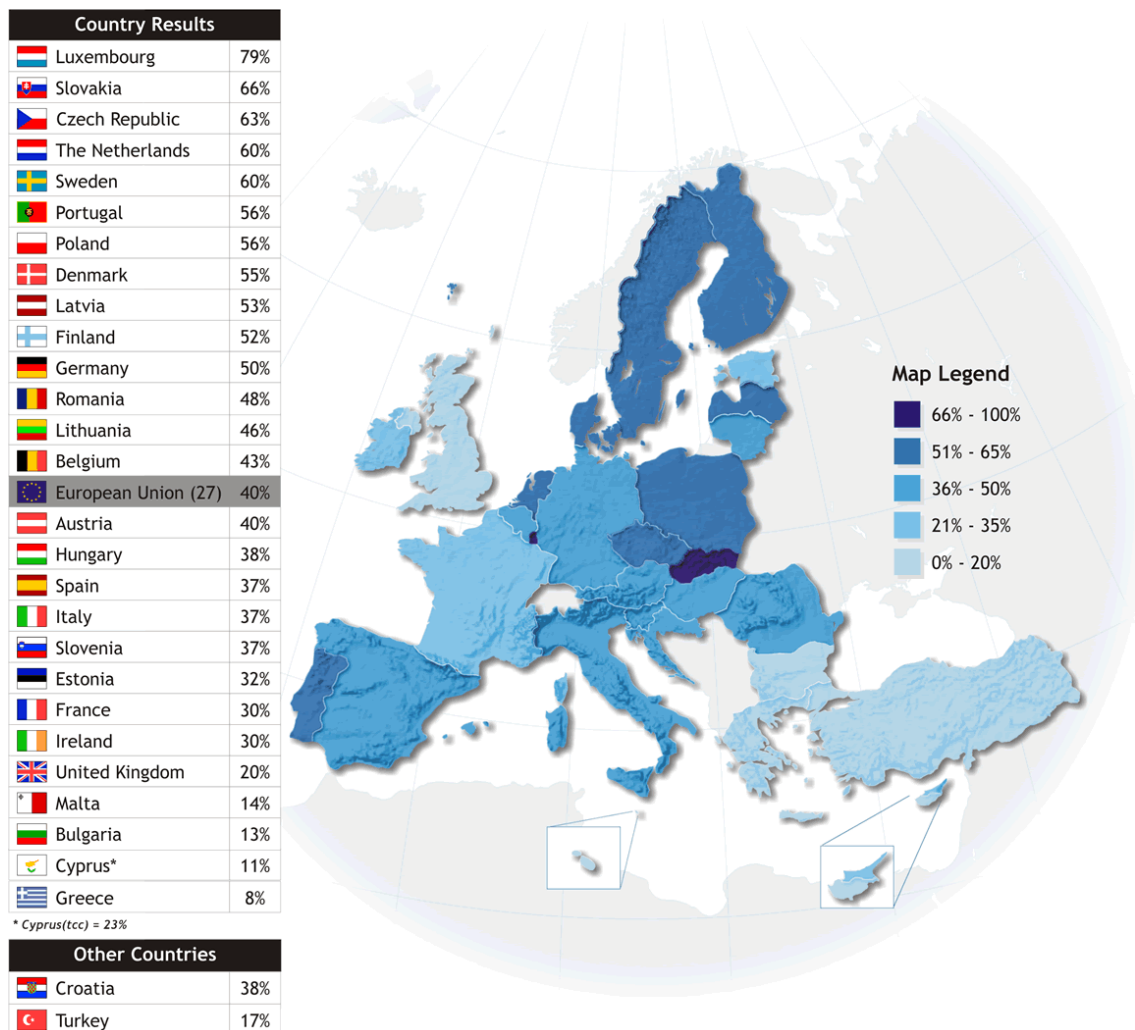 Country Results
Luxembourg 79%
Slovakia 66%
Czech Republic 63%
The Netherlands 60%
Sweden 60%
Portugal 56%
Poland 56%
Denmark 55%
Latvia 53%
Finland 52%
Germany 50%
Romania 48%
Lithuania 46%
Belgium 43%
European Union (27) 40%
Austria 40%
Hungary 38%
Spain 37%
Italy 37%
Slovenia 37%
Estonia 32%
France 30%
Ireland 30%
United Kingdom 20%
Malta 14%
Bulgaria 13%
Cyprus* 11%
Greece 8%
* Cyprus(tcc) = 23%
Other Countries
Croatia 38%
Turkey 17%
Map Legend
66% - 100%
51% - 65%
36% - 50%
21% - 35%
0% - 20%